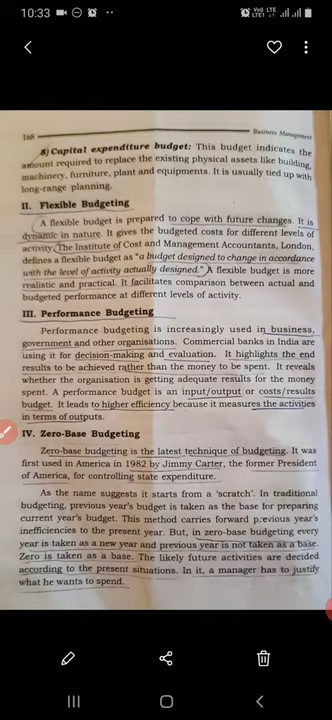 10:33
Vo) LTE
LTE1
168
Business Management
8) Capital expenditure budget: This budget indicates the
amount required to replace the existing physical assets like building,
machinery, furniture, plant and equipments. It is usually tied up with
long-range planning.
II. Flexible Budgeting
A flexible budget is prepared to cope with future changes. It is
dynamic in nature. It gives the budgeted costs for different levels of
activity. The Institute of Cost and Management Accountants, London,
defines a flexible budget as "a budget designed to change in accordance
with the level of activity actually designed." A flexible budget is more
realistic and practical. It facilitates comparison between actual and
budgeted performance at different levels of activity.
III. Performance Budgeting
Performance budgeting is increasingly used in business,
government and other organisations. Commercial banks in India are
using it for decision-making and evaluation. It highlights the end
results to be achieved rather than the money to be spent. It reveals
whether the organisation is getting adequate results for the money
spent. A performance budget is an input/output or costs/results
budget. It leads to higher efficiency because it measures the activities
in terms of outputs.
IV. Zero-Base Budgeting
Zero-base budgeting is the latest technique of budgeting. It was
first used in America in 1982 by Jimmy Carter, the former President
of America, for controlling state expenditure.
As the name suggests it starts from a 'scratch'. In traditional
budgeting, previous year's budget is taken as the base for preparing
current year's budget. This method carries forward previous year's
inefficiencies to the present year. But, in zero-base budgeting every
year is taken as a new year and previous year is not taken as a base.
Zero is taken as a base. The likely future activities are decided
according to the present situations. In it, a manager has to justify
what he wants to spend.